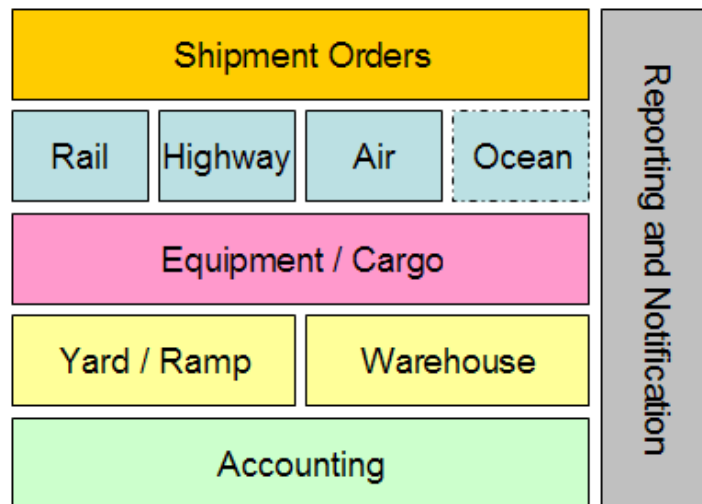 Shipment Orders
Rail
Highway
Air
Ocean
Equipment / Cargo
Yard / Ramp
Warehouse
Accounting
Reporting and Notification